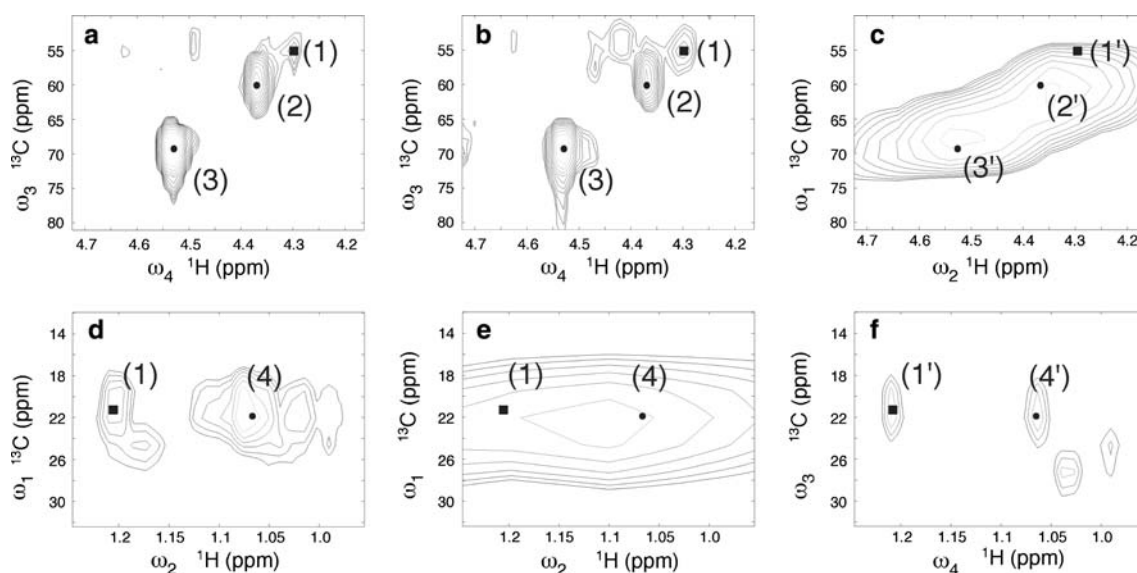 a
(1)
(2)
(3)
55
60
65
70
75
80
ω3 13C (ppm)
4.7 4.6 4.5 4.4 4.3 4.2
ω4 1H (ppm)
b
(1)
(2)
(3)
55
60
65
70
75
80
ω3 13C (ppm)
4.7 4.6 4.5 4.4 4.3 4.2
ω4 1H (ppm)
c
(1')
(2')
(3')
55
60
65
70
75
80
ω1 13C (ppm)
4.7 4.6 4.5 4.4 4.3 4.2
ω2 1H (ppm)
d
(1) (4)
14
18
22
26
30
ω1 13C (ppm)
1.2 1.15 1.1 1.05 1.0
ω2 1H (ppm)
e
(1) (4)
14
18
22
26
30
ω1 13C (ppm)
1.2 1.15 1.1 1.05 1.0
ω2 1H (ppm)
f
(1') (4')
14
18
22
26
30
ω3 13C (ppm)
1.2 1.15 1.1 1.05 1.0
ω4 1H (ppm)